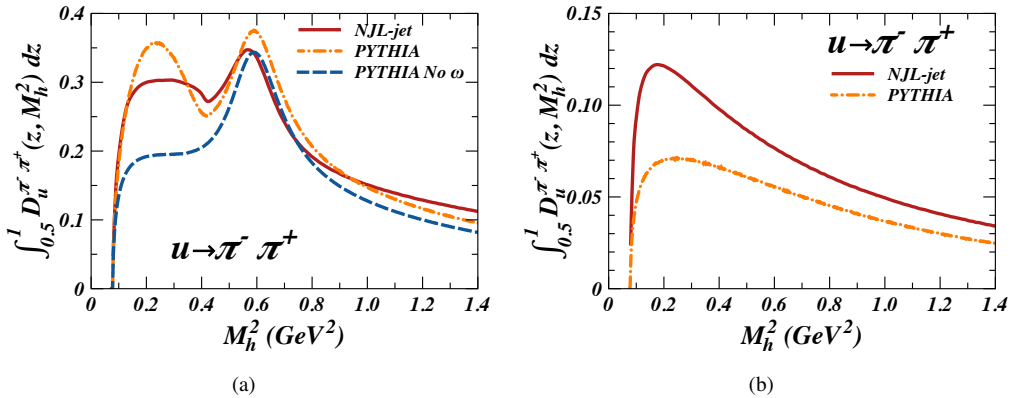 0.4
0.3
0.2
0.1
0
0 0.2 0.4 0.6 0.8 1.0 1.2 1.4
∫_{0.5}^{1} D_u^{π⁻ π⁺}(z, M_h^2) dz
M_h^2 (GeV^2)
NJL-jet
PYTHIA
PYTHIA No ω
u→π⁻ π⁺
(a)
0.15
0.10
0.05
0
0 0.2 0.4 0.6 0.8 1.0 1.2 1.4
∫_{0.5}^{1} D_u^{π⁻ π⁺}(z, M_h^2) dz
M_h^2 (GeV^2)
u→π⁻ π⁺
NJL-jet
PYTHIA
(b)